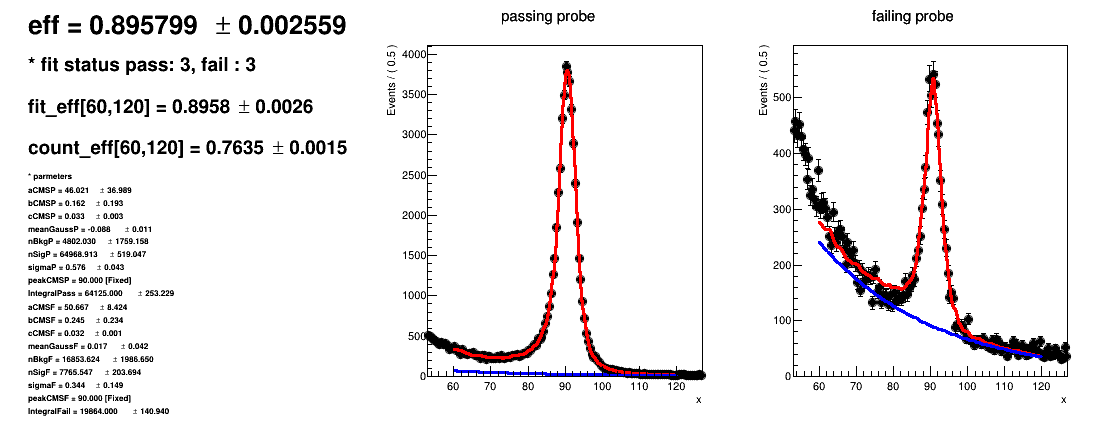 eff = 0.895799 ± 0.002559
* fit status pass: 3, fail : 3
fit_eff[60,120] = 0.8958 ± 0.0026
count_eff[60,120] = 0.7635 ± 0.0015
* parmeters
aCMSP = 46.021 ± 36.989
bCMSP = 0.162 ± 0.193
cCMSP = 0.033 ± 0.003
meanGaussP = -0.088 ± 0.011
nBkgP = 4802.030 ± 1759.158
nSigP = 64968.913 ± 519.047
sigmaP = 0.576 ± 0.043
peakCMSP = 90.000 [Fixed]
IntegralPass = 64125.000 ± 253.229
aCMSF = 50.667 ± 8.424
bCMSF = 0.245 ± 0.234
cCMSF = 0.032 ± 0.001
meanGaussF = 0.017 ± 0.042
nBkgF = 16853.624 ± 1986.650
nSigF = 7765.547 ± 203.694
sigmaF = 0.344 ± 0.149
peakCMSF = 90.000 [Fixed]
IntegralFail = 19864.000 ± 140.940
passing probe
Events / ( 0.5 )
4000
3500
3000
2500
2000
1500
1000
500
0
60 70 80 90 100 110 120
x
failing probe
Events / ( 0.5 )
500
400
300
200
100
0
60 70 80 90 100 110 120
x